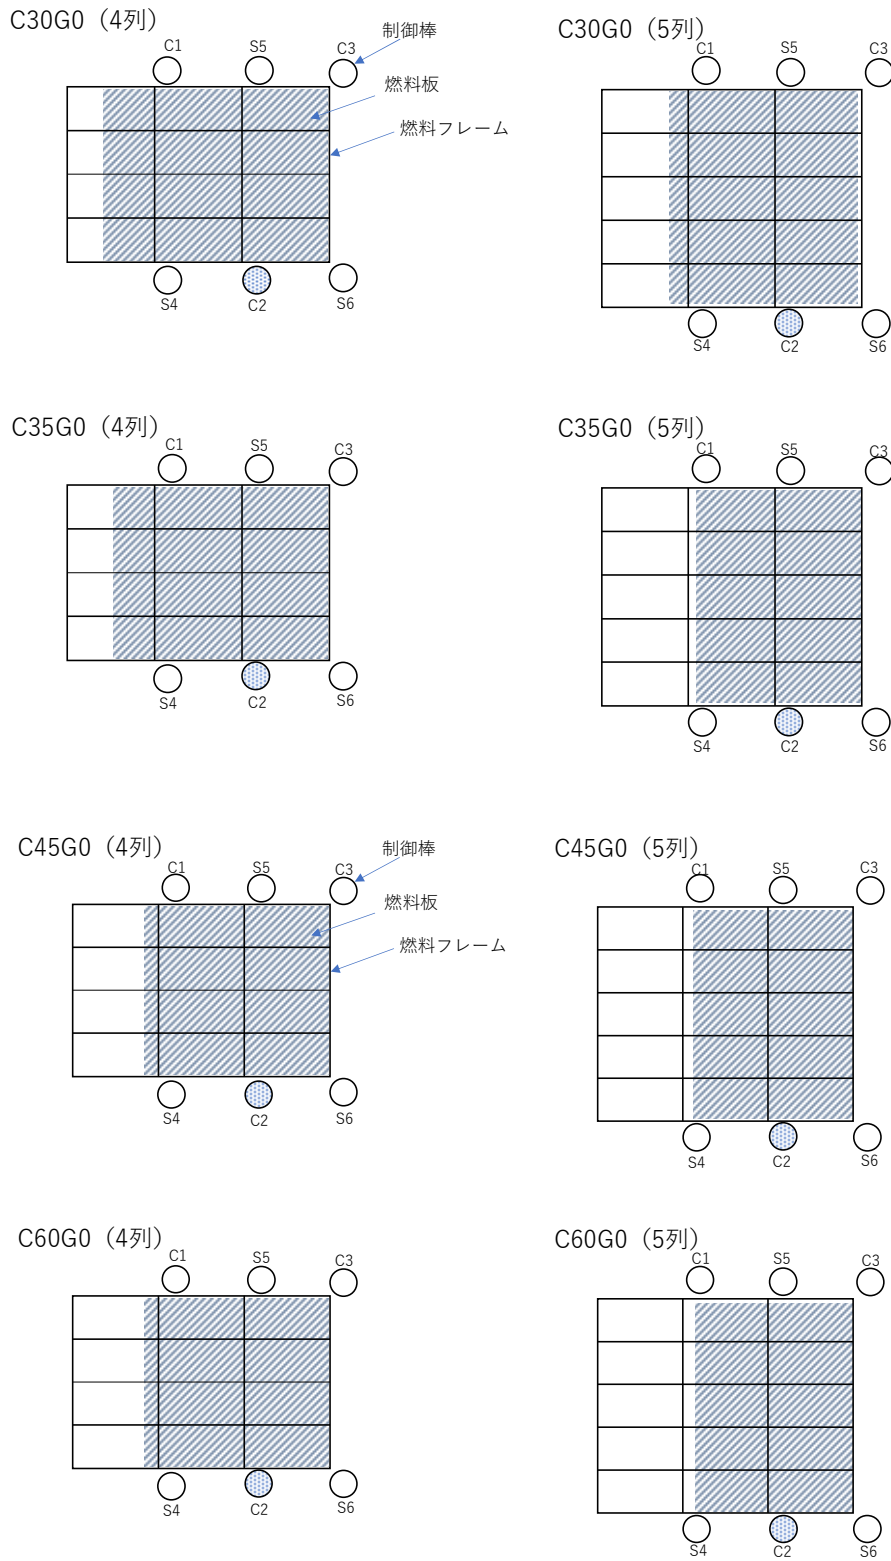 C30G0（4列）
C1
S5
C3
制御棒
燃料板
燃料フレーム
S4
C2
S6
C30G0（5列）
C1
S5
C3
S4
C2
S6
C35G0（4列）
C1
S5
C3
S4
C2
S6
C35G0（5列）
C1
S5
C3
S4
C2
S6
C45G0（4列）
C1
S5
C3
制御棒
燃料板
燃料フレーム
S4
C2
S6
C45G0（5列）
C1
S5
C3
S4
C2
S6
C60G0（4列）
C1
S5
C3
S4
C2
S6
C60G0（5列）
C1
S5
C3
S4
C2
S6